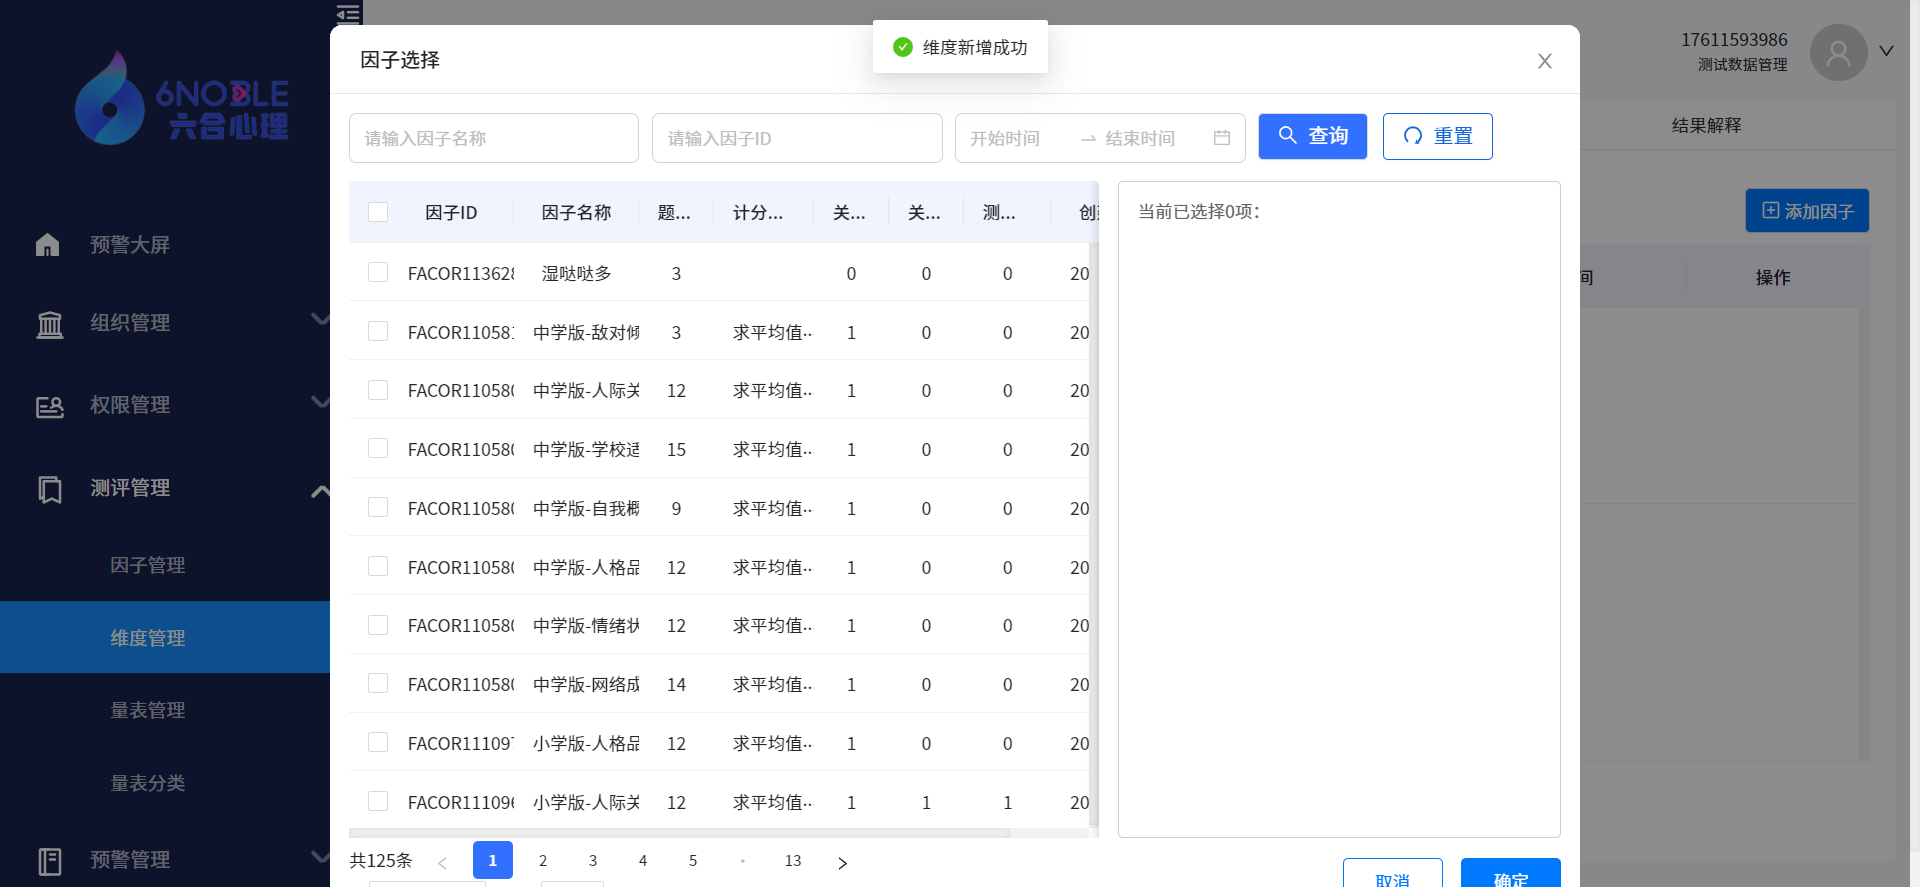 6NOBLE
六合心理
预警大屏
组织管理
权限管理
测评管理
因子管理
维度管理
量表管理
量表分类
预警管理
17611593986
测试数据管理
结果解释
添加因子
间
操作
维度新增成功
因子选择
请输入因子名称 请输入因子ID 开始时间 结束时间 查询 重置
因子ID 因子名称 题... 计分... 关... 关... 测... 创
FACOR11362 湿哒哒多 3 0 0 0 20
FACOR11058 中学版-敌对倾 3 求平均值... 1 0 0 20
FACOR11058 中学版-人际关 12 求平均值... 1 0 0 20
FACOR11058 中学版-学校适 15 求平均值... 1 0 0 20
FACOR11058 中学版-自我概 9 求平均值... 1 0 0 20
FACOR11058 中学版-人格品 12 求平均值... 1 0 0 20
FACOR11058 中学版-情绪状 12 求平均值... 1 0 0 20
FACOR11058 中学版-网络成 14 求平均值... 1 0 0 20
FACOR11109 小学版-人格品 12 求平均值... 1 0 0 20
FACOR11109 小学版-人际关 12 求平均值... 1 1 1 20
当前已选择0项：
共125条 1 2 3 4 5 13
取消 确定